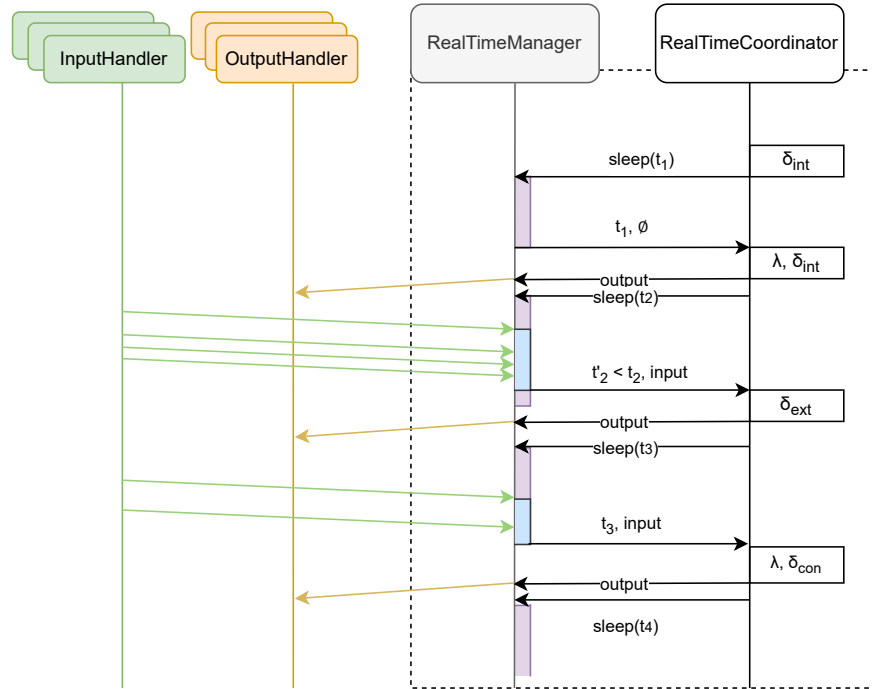 InputHandler
OutputHandler
RealTimeManager
RealTimeCoordinator
sleep(t₁)
δint
t₁, ∅
λ, δint
output
sleep(t2)
t'₂ < t₂, input
δext
output
sleep(t3)
t₃, input
λ, δcon
output
sleep(t4)